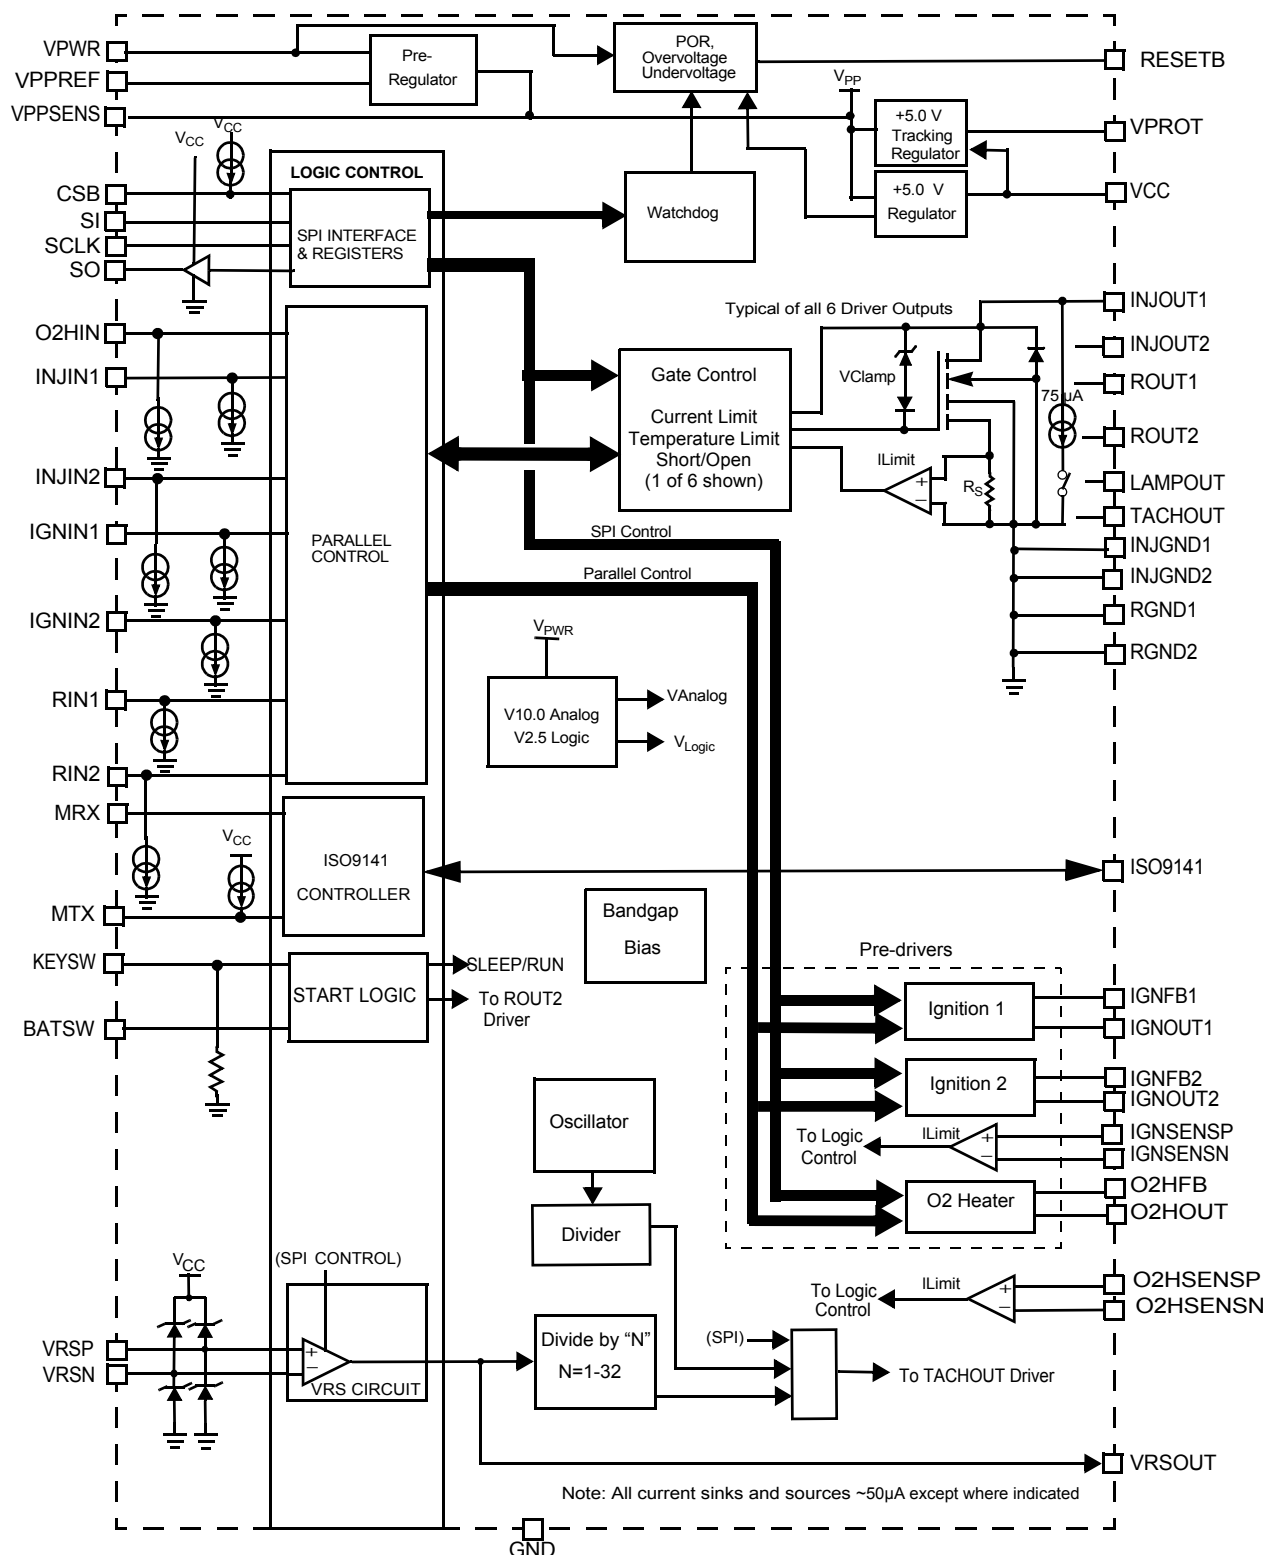 VPWR
VPPREF
VPPSENS
Pre-
Regulator
POR,
Overvoltage
Undervoltage
RESETB
VPP
+5.0 V
Tracking
Regulator
VPROT
+5.0 V
Regulator
VCC
VCC
VCC
LOGIC CONTROL
CSB
SI
SCLK
SO
SPI INTERFACE
& REGISTERS
Watchdog
O2HIN
INJIN1
INJIN2
IGNIN1
IGNIN2
RIN1
RIN2
PARALLEL
CONTROL
Typical of all 6 Driver Outputs
Gate Control
Current Limit
Temperature Limit
Short/Open
(1 of 6 shown)
VClamp
75 µA
ILimit
+
–
RS
INJOUT1
INJOUT2
ROUT1
ROUT2
LAMPOUT
TACHOUT
INJGND1
INJGND2
RGND1
RGND2
SPI Control
Parallel Control
VPWR
V10.0 Analog
V2.5 Logic
VAnalog
VLogic
MRX
VCC
MTX
ISO9141
CONTROLLER
ISO9141
Bandgap
Bias
KEYSW
BATSW
START LOGIC
SLEEP/RUN
To ROUT2
Driver
Pre-drivers
Ignition 1
IGNFB1
IGNOUT1
Ignition 2
IGNFB2
IGNOUT2
To Logic
Control
ILimit
+
–
IGNSENSP
IGNSENSN
O2 Heater
O2HFB
O2HOUT
Oscillator
Divider
To Logic
Control
ILimit
+
–
O2HSENSP
O2HSENSN
VCC
(SPI CONTROL)
VRSP
VRSN
+
–
VRS CIRCUIT
Divide by “N”
N=1-32
(SPI)
To TACHOUT Driver
VRSOUT
Note: All current sinks and sources ~50µA except where indicated
GND